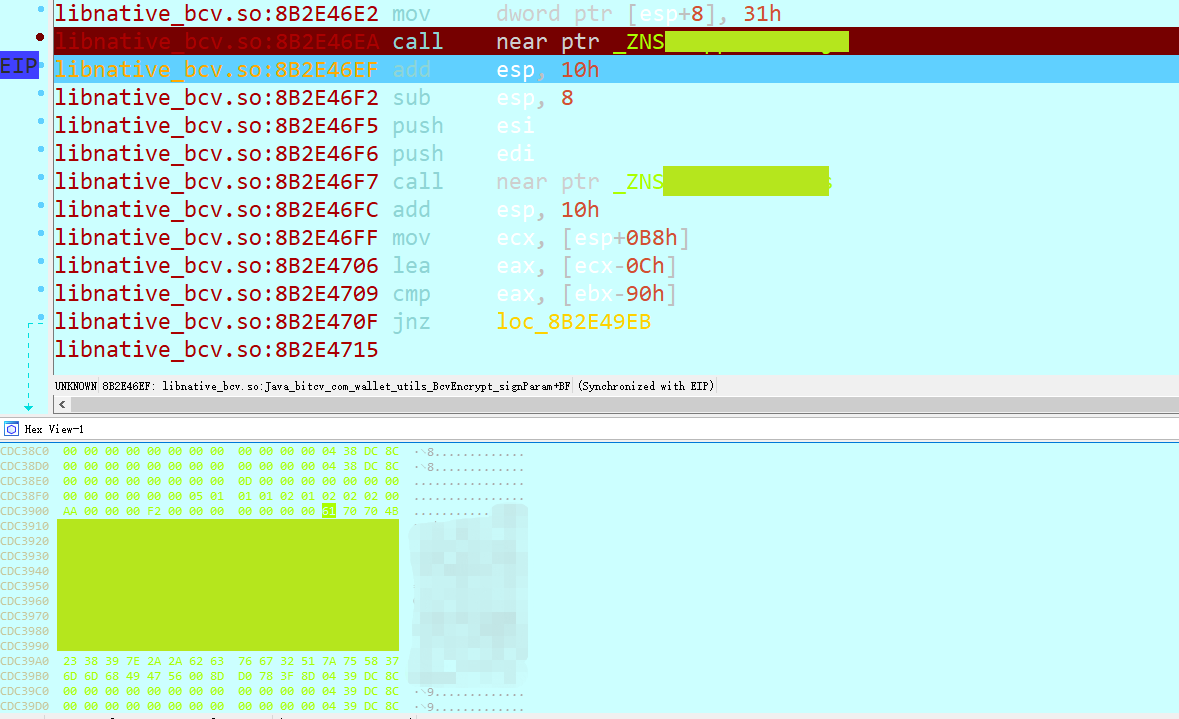 libnative_bcv.so:8B2E46E2 mov dword ptr [esp+8], 31h
libnative_bcv.so:8B2E46EA call near ptr _ZNS
EIP libnative_bcv.so:8B2E46EF add esp, 10h
libnative_bcv.so:8B2E46F2 sub esp, 8
libnative_bcv.so:8B2E46F5 push esi
libnative_bcv.so:8B2E46F6 push edi
libnative_bcv.so:8B2E46F7 call near ptr _ZNS
libnative_bcv.so:8B2E46FC add esp, 10h
libnative_bcv.so:8B2E46FF mov ecx, [esp+0B8h]
libnative_bcv.so:8B2E4706 lea eax, [ecx-0Ch]
libnative_bcv.so:8B2E4709 cmp eax, [ebx-90h]
libnative_bcv.so:8B2E470F jnz loc_8B2E49EB
libnative_bcv.so:8B2E4715
UNKNOWN 8B2E46EF: libnative_bcv.so:Java_bitcv_com_wallet_utils_BcvEncrypt_signParam+BF (Synchronized with EIP)
<
Hex View-1
CDC38C0 00 00 00 00 00 00 00 00 00 00 00 00 04 38 DC 8C .8.............
CDC38D0 00 00 00 00 00 00 00 00 00 00 00 00 04 38 DC 8C .8.............
CDC38E0 00 00 00 00 00 00 00 00 0D 00 00 00 00 00 00 00 ................
CDC38F0 00 00 00 00 00 00 05 01 01 01 02 01 02 02 02 00 ................
CDC3900 AA 00 00 00 F2 00 00 00 00 00 00 00 61 70 70 4B
CDC3910
CDC3920
CDC3930
CDC3940
CDC3950
CDC3960
CDC3970
CDC3980
CDC3990
CDC39A0 23 38 39 7E 2A 2A 62 63 76 67 32 51 7A 75 58 37
CDC39B0 6D 6D 68 49 47 56 00 8D D0 78 3F 8D 04 39 DC 8C
CDC39C0 00 00 00 00 00 00 00 00 00 00 00 00 04 39 DC 8C .9.............
CDC39D0 00 00 00 00 00 00 00 00 00 00 00 00 04 39 DC 8C .9.............